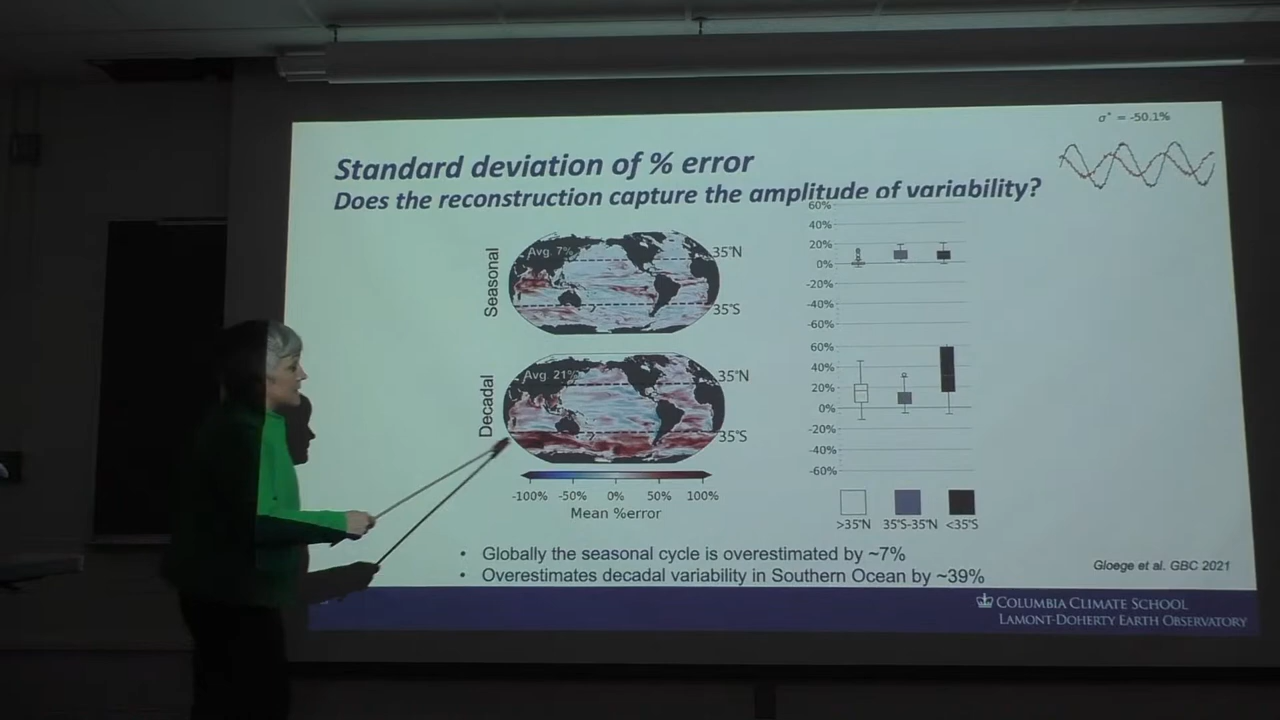 σ* = -50.1%
Standard deviation of % error
Does the reconstruction capture the amplitude of variability?
Seasonal
Avg. 7%
35°N
35°S
60%
40%
20%
0%
-20%
-40%
-60%
Decadal
Avg. 21%
35°N
35°S
60%
40%
20%
0%
-20%
-40%
-60%
-100% -50% 0% 50% 100%
Mean %error
>35°N 35°S-35°N <35°S
• Globally the seasonal cycle is overestimated by ~7%
• Overestimates decadal variability in Southern Ocean by ~39%
Gloege et al. GBC 2021
COLUMBIA CLIMATE SCHOOL
LAMONT-DOHERTY EARTH OBSERVATORY